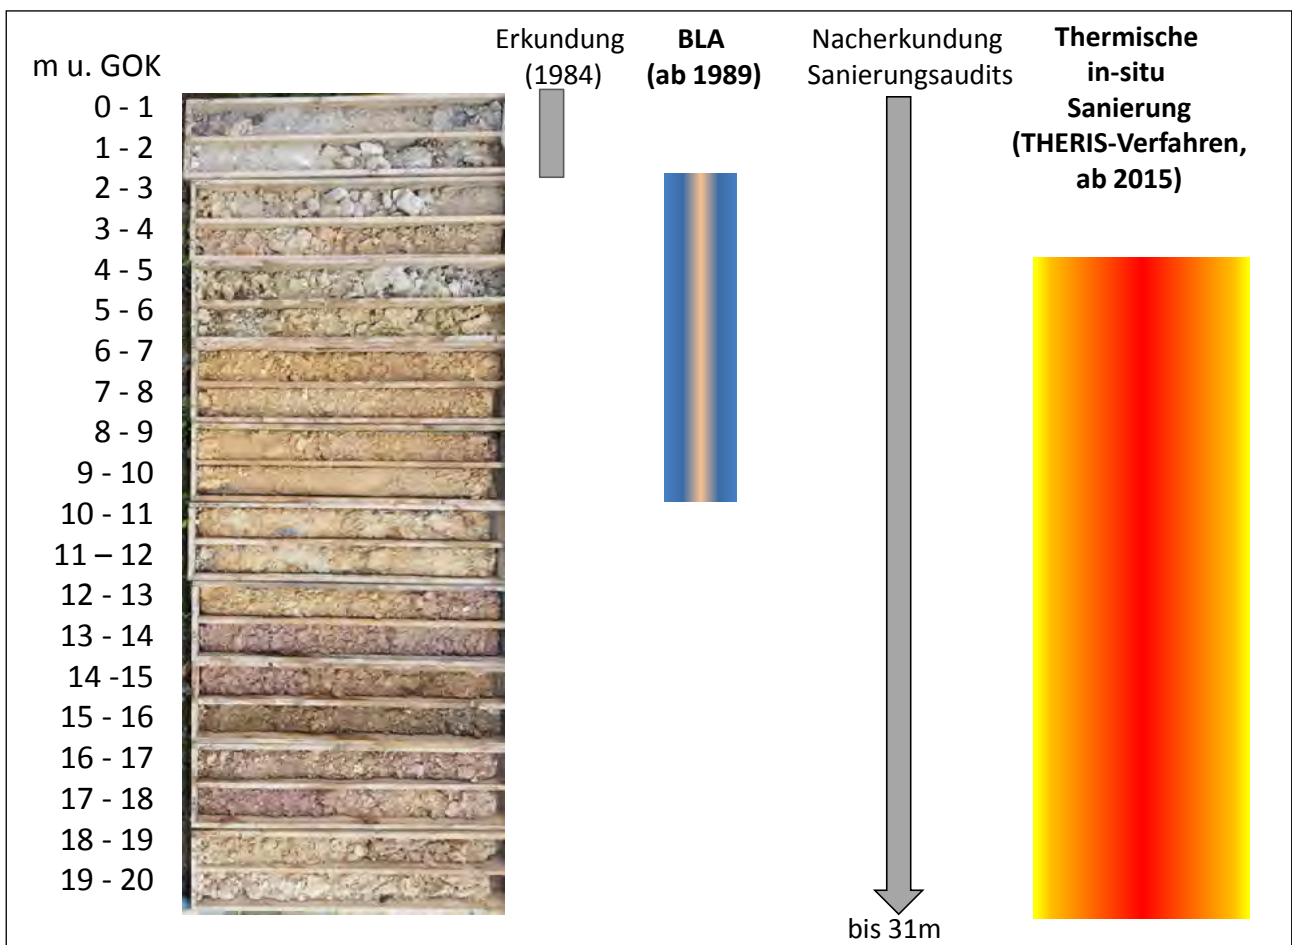 m u. GOK
0 - 1
1 - 2
2 - 3
3 - 4
4 - 5
5 - 6
6 - 7
7 - 8
8 - 9
9 - 10
10 - 11
11 – 12
12 - 13
13 - 14
14 -15
15 - 16
16 - 17
17 - 18
18 - 19
19 - 20
Erkundung
(1984)
BLA
(ab 1989)
Nacherkundung
Sanierungsaudits
bis 31m
Thermische
in-situ
Sanierung
(THERIS-Verfahren,
ab 2015)